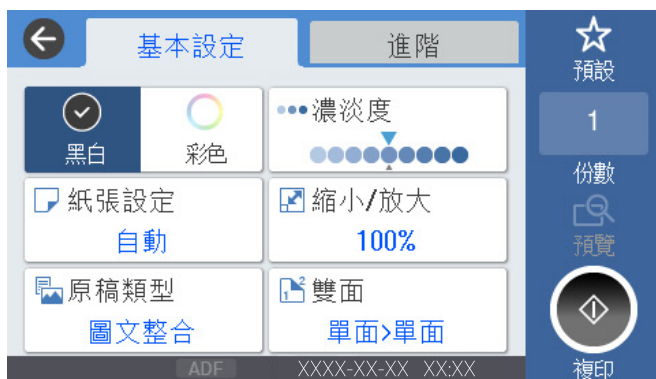 基本設定
進階
預設
黑白
彩色
濃淡度
1
份數
紙張設定
自動
縮小/放大
100%
預覽
原稿類型
圖文整合
1 2
雙面
單面>單面
複印
ADF
XXXX-XX-XX XX:XX